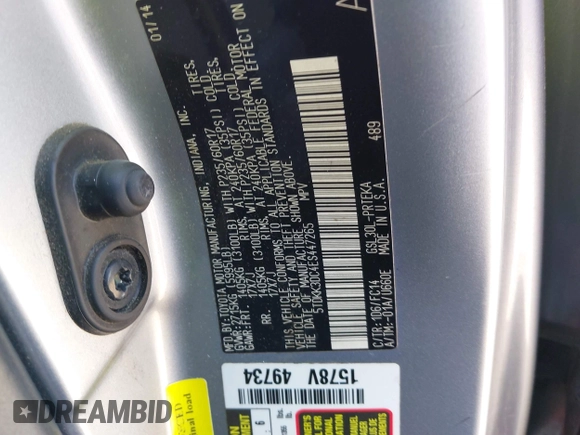 MFD.BY:TOYOTA MOTOR MANUFACTURING, INDIANA, INC.
01/14
GVWR:2715KG (5995LB)
GAWR:FRT. 1405KG (3100LB) WITH P235/60R17 TIRES,
17X7J RIMS, AT 240KPA (35PSI) COLD
RR. 1405KG (3100LB) WITH P235/60R17 TIRES,
17X7J RIMS, AT 240KPA (35PSI) COLD
THIS VEHICLE CONFORMS TO ALL APPLICABLE FEDERAL MOTOR
VEHICLE SAFETY AND THEFT PREVENTION STANDARDS IN EFFECT ON
THE DATE OF MANUFACTURE SHOWN ABOVE.
5TDKK3DC4ES447265 MPV
489
C/TR:1D6/FC14 GSL30L-PRTEKA
A/TM:-01A/U660E MADE IN U.S.A.
1578V 49734
DREAMBID